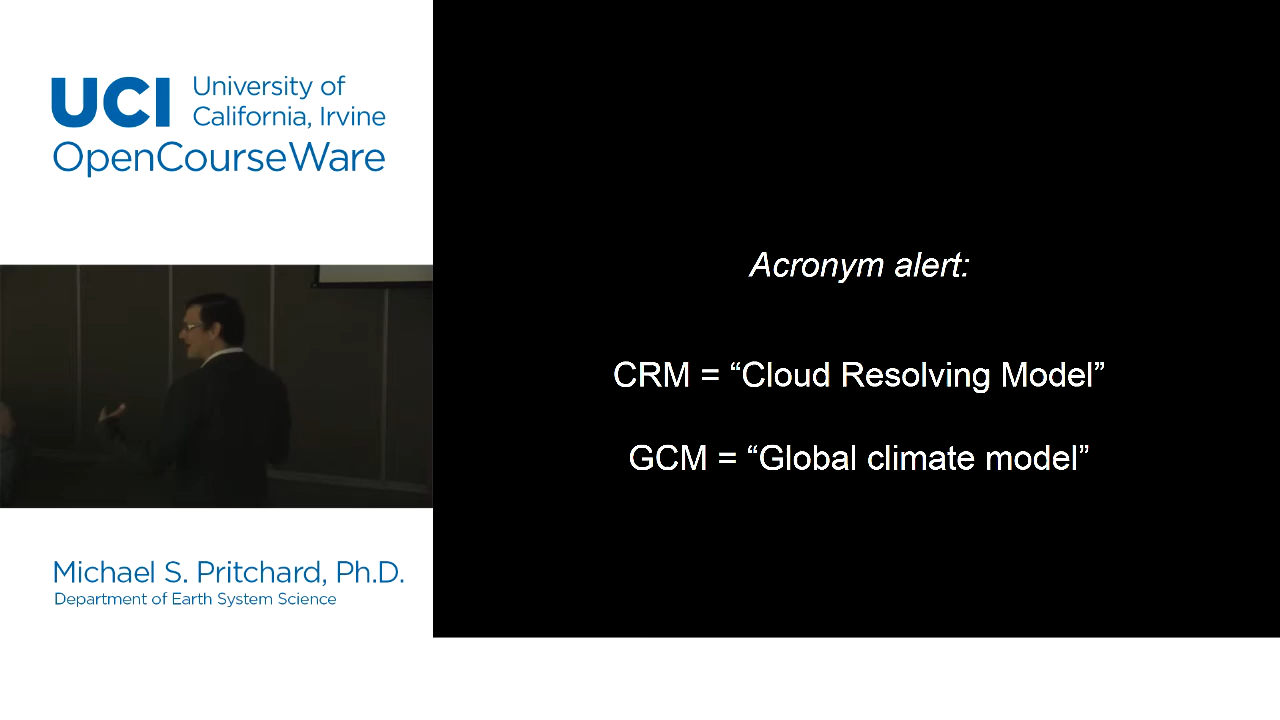 UCI University of
California, Irvine
OpenCourseWare
Michael S. Pritchard, Ph.D.
Department of Earth System Science
Acronym alert:
CRM = “Cloud Resolving Model”
GCM = “Global climate model”